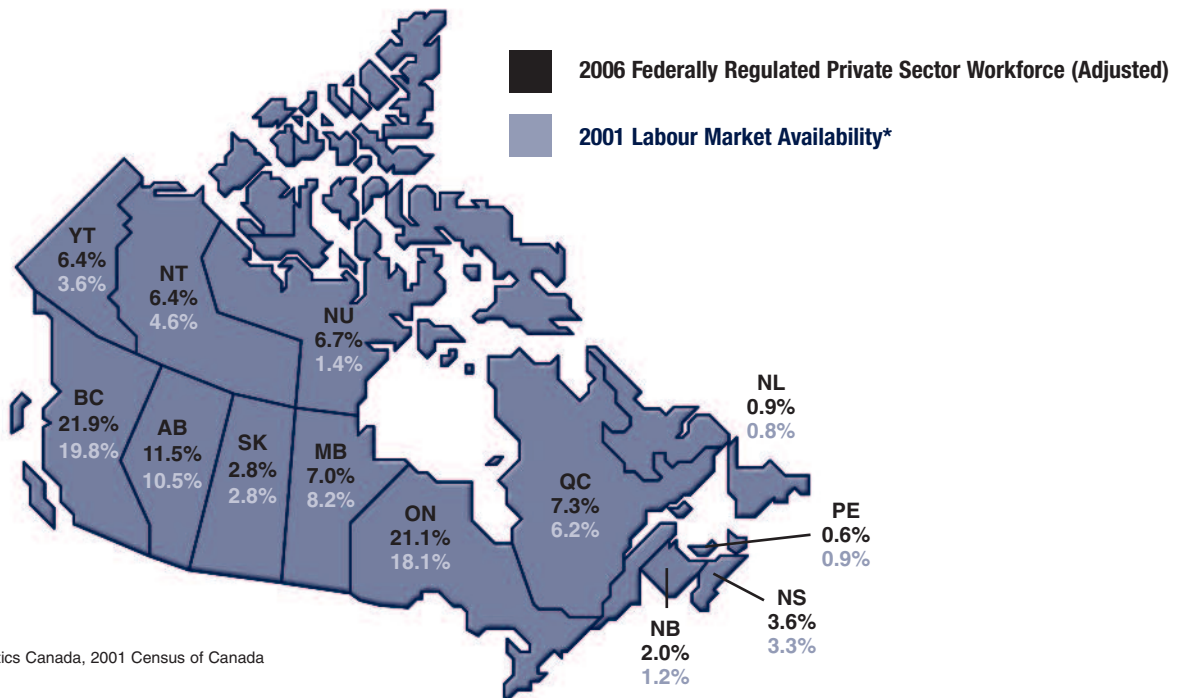 2006 Federally Regulated Private Sector Workforce (Adjusted)
2001 Labour Market Availability*
YT
6.4%
3.6%
NT
6.4%
4.6%
NU
6.7%
1.4%
BC
21.9%
19.8%
AB
11.5%
10.5%
SK
2.8%
2.8%
MB
7.0%
8.2%
ON
21.1%
18.1%
QC
7.3%
6.2%
NL
0.9%
0.8%
PE
0.6%
0.9%
NS
3.6%
3.3%
NB
2.0%
1.2%
tics Canada, 2001 Census of Canada